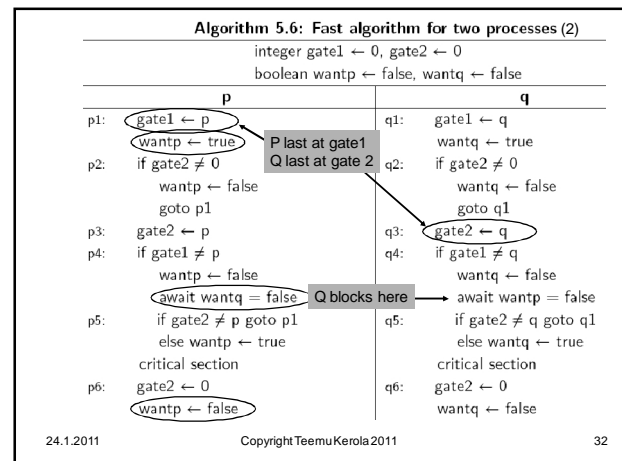 Algorithm 5.6: Fast algorithm for two processes (2)
integer gate1 ← 0, gate2 ← 0
boolean wantp ← false, wantq ← false
p
q
p1: gate1 ← p
wantp ← true
p2: if gate2 ≠ 0
wantp ← false
goto p1
p3: gate2 ← p
p4: if gate1 ≠ p
wantp ← false
await wantq = false
p5: if gate2 ≠ p goto p1
else wantp ← true
critical section
p6: gate2 ← 0
wantp ← false
P last at gate1
Q last at gate 2
Q blocks here
q1: gate1 ← q
wantq ← true
q2: if gate2 ≠ 0
wantq ← false
goto q1
q3: gate2 ← q
q4: if gate1 ≠ q
wantq ← false
await wantp = false
q5: if gate2 ≠ q goto q1
else wantq ← true
critical section
q6: gate2 ← 0
wantq ← false
24.1.2011
Copyright Teemu Kerola 2011
32